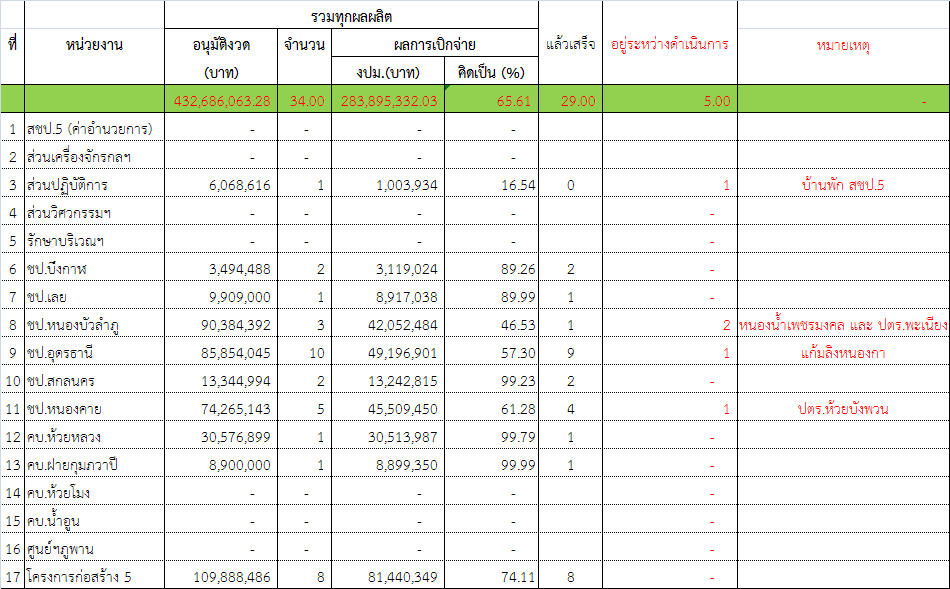 รวมทุกผลผลิต
ที่ หน่วยงาน อนุมัติงวด จำนวน ผลการเบิกจ่าย แล้วเสร็จ อยู่ระหว่างดำเนินการ หมายเหตุ
(บาท) งปม.(บาท) คิดเป็น (%)
432,686,063.28 34.00 283,895,332.03 65.61 29.00 5.00 -
1 สชป.5 (ค่าอำนวยการ) - - - -
2 ส่วนเครื่องจักรกลฯ - - - -
3 ส่วนปฏิบัติการ 6,068,616 1 1,003,934 16.54 0 1 บ้านพัก สชป.5
4 ส่วนวิศวกรรมฯ - - - - -
5 รักษาบริเวณฯ - - - - -
6 ชป.บึงกาฬ 3,494,488 2 3,119,024 89.26 2 -
7 ชป.เลย 9,909,000 1 8,917,038 89.99 1 -
8 ชป.หนองบัวลำภู 90,384,392 3 42,052,484 46.53 1 2 หนองน้ำเพชรมงคล และ ปตร.พะเนียง
9 ชป.อุดรธานี 85,854,045 10 49,196,901 57.30 9 1 แก้มลิงหนองกา
10 ชป.สกลนคร 13,344,994 2 13,242,815 99.23 2 -
11 ชป.หนองคาย 74,265,143 5 45,509,450 61.28 4 1 ปตร.ห้วยบังพวน
12 คบ.ห้วยหลวง 30,576,899 1 30,513,987 99.79 1 -
13 คบ.ฝายกุมภวาปี 8,900,000 1 8,899,350 99.99 1 -
14 คบ.ห้วยโมง - - - - -
15 คบ.น้ำอูน - - - - -
16 ศูนย์ฯภูพาน - - - - -
17 โครงการก่อสร้าง 5 109,888,486 8 81,440,349 74.11 8 -